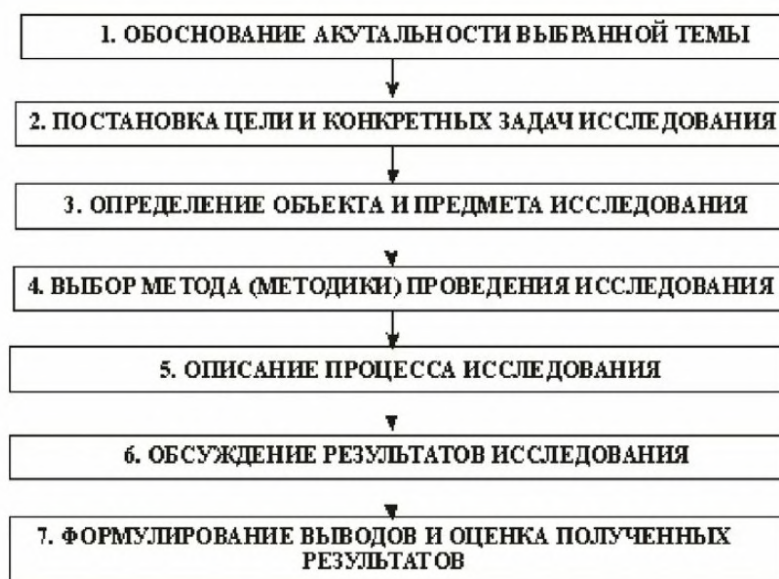 1. ОБОСНОВАНИЕ АКУТАЛЬНОСТИ ВЫБРАННОЙ ТЕМЫ
2. ПОСТАНОВКА ЦЕЛИ И КОНКРЕТНЫХ ЗАДАЧ ИССЛЕДОВАНИЯ
3. ОПРЕДЕЛЕНИЕ ОБЪЕКТА И ПРЕДМЕТА ИССЛЕДОВАНИЯ
4. ВЫБОР МЕТОДА (МЕТОДИКИ) ПРОВЕДЕНИЯ ИССЛЕДОВАНИЯ
5. ОПИСАНИЕ ПРОЦЕССА ИССЛЕДОВАНИЯ
6. ОБСУЖДЕНИЕ РЕЗУЛЬТАТОВ ИССЛЕДОВАНИЯ
7. ФОРМУЛИРОВАНИЕ ВЫВОДОВ И ОЦЕНКА ПОЛУЧЕННЫХ
РЕЗУЛЬТАТОВ